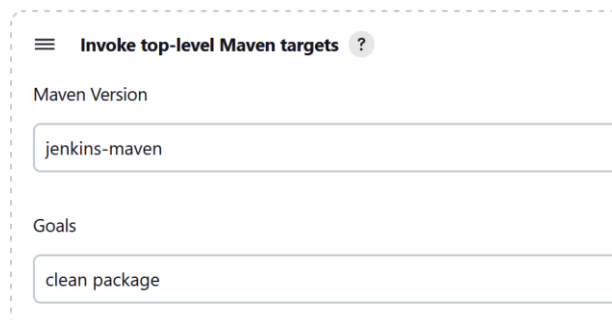 Invoke top-level Maven targets ?
Maven Version
jenkins-maven
Goals
clean package